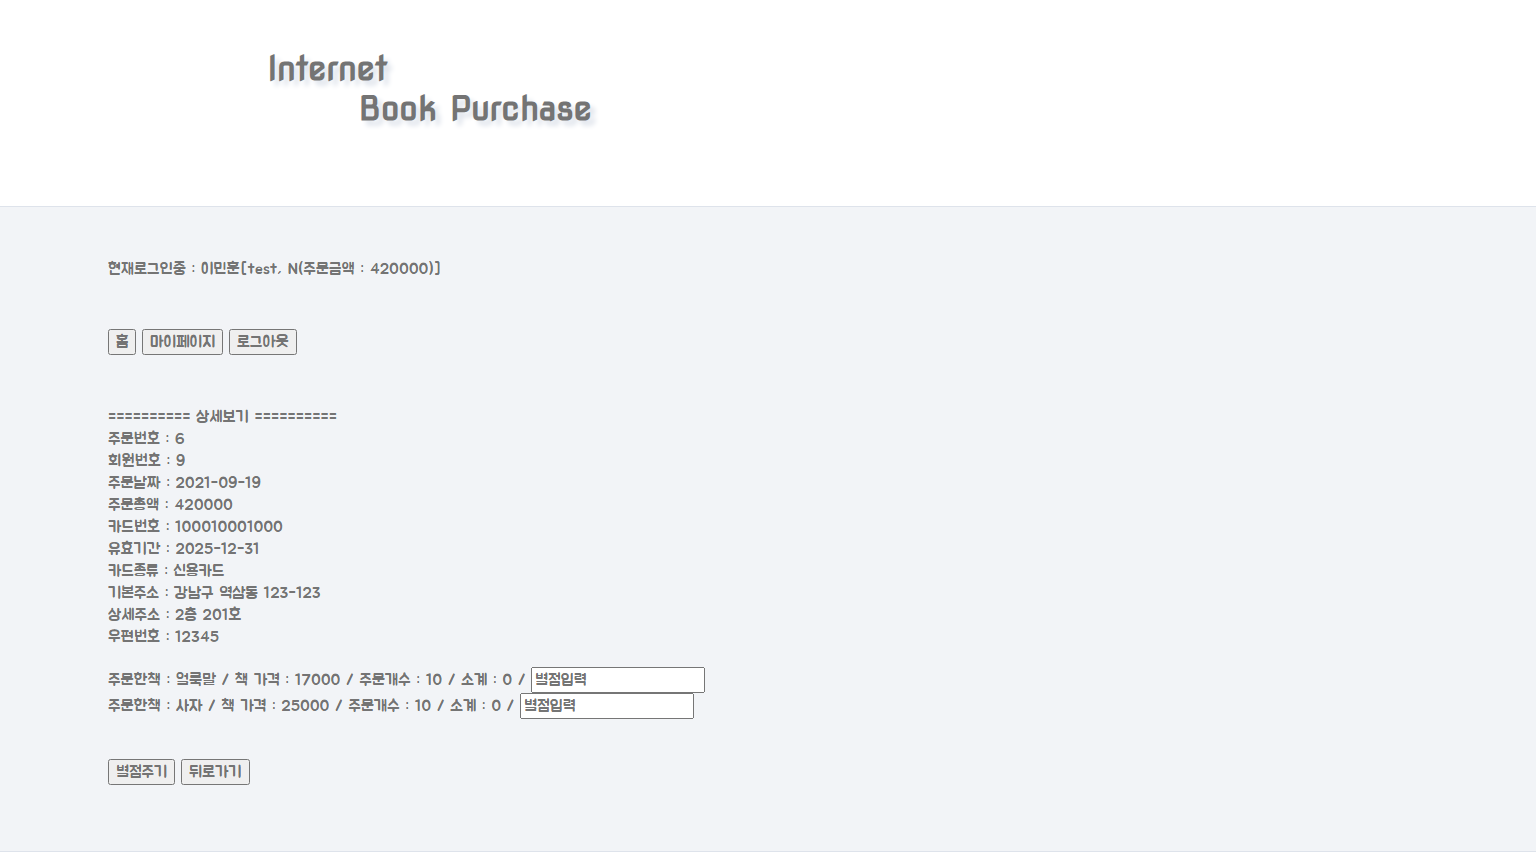 Internet
Book Purchase
현재로그인중 : 이민훈[test, N(주문금액 : 420000)]
홈 마이페이지 로그아웃
========== 상세보기 ==========
주문번호 : 6
회원번호 : 9
주문날짜 : 2021-09-19
주문총액 : 420000
카드번호 : 100010001000
유효기간 : 2025-12-31
카드종류 : 신용카드
기본주소 : 강남구 역삼동 123-123
상세주소 : 2층 201호
우편번호 : 12345
주문한책 : 얼룩말 / 책 가격 : 17000 / 주문개수 : 10 / 소계 : 0 / 별점입력
주문한책 : 사자 / 책 가격 : 25000 / 주문개수 : 10 / 소계 : 0 / 별점입력
별점주기 뒤로가기